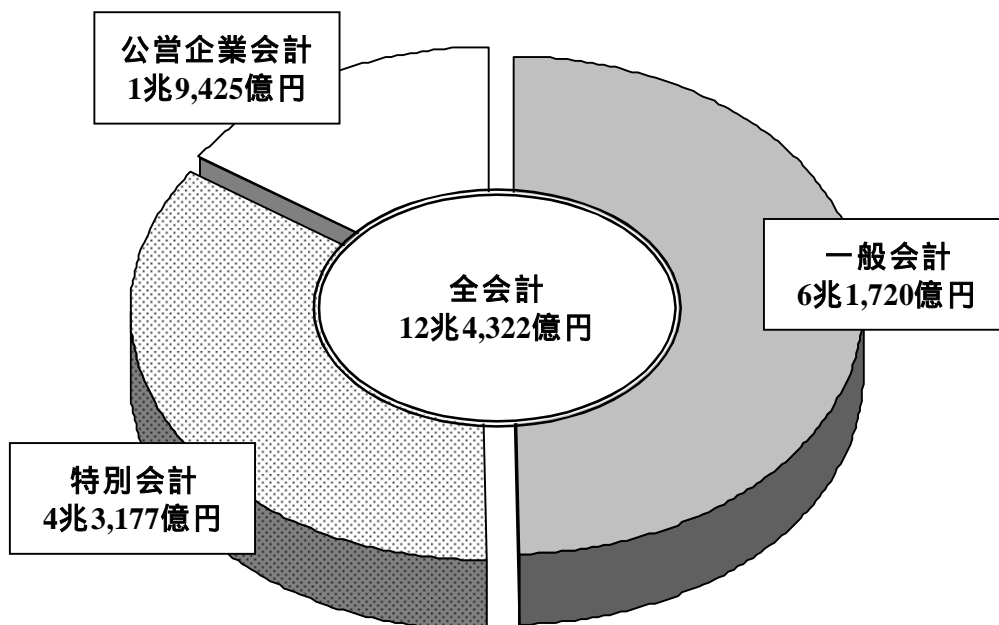 公営企業会計
1兆9,425億円
一般会計
6兆1,720億円
全会計
12兆4,322億円
特別会計
4兆3,177億円